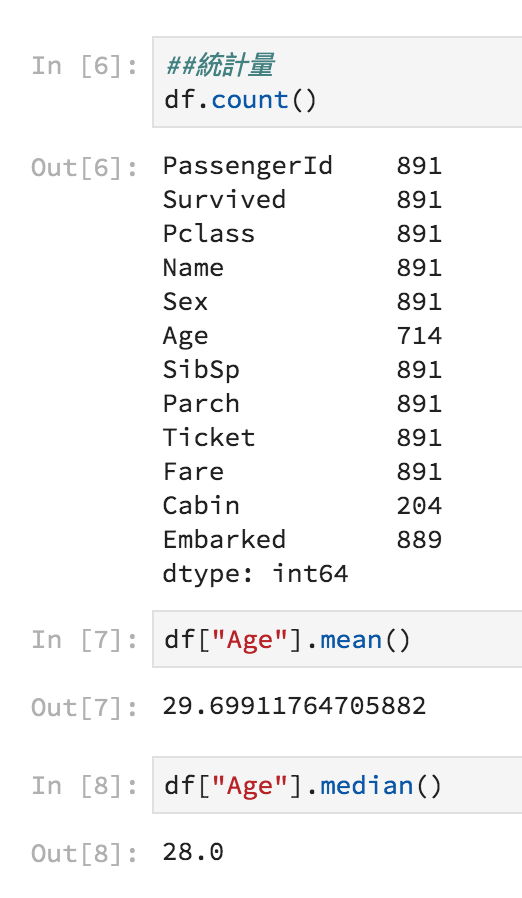 In [6]: ##統計量
df.count()
Out[6]: PassengerId 891
Survived 891
Pclass 891
Name 891
Sex 891
Age 714
SibSp 891
Parch 891
Ticket 891
Fare 891
Cabin 204
Embarked 889
dtype: int64
In [7]: df["Age"].mean()
Out[7]: 29.69911764705882
In [8]: df["Age"].median()
Out[8]: 28.0